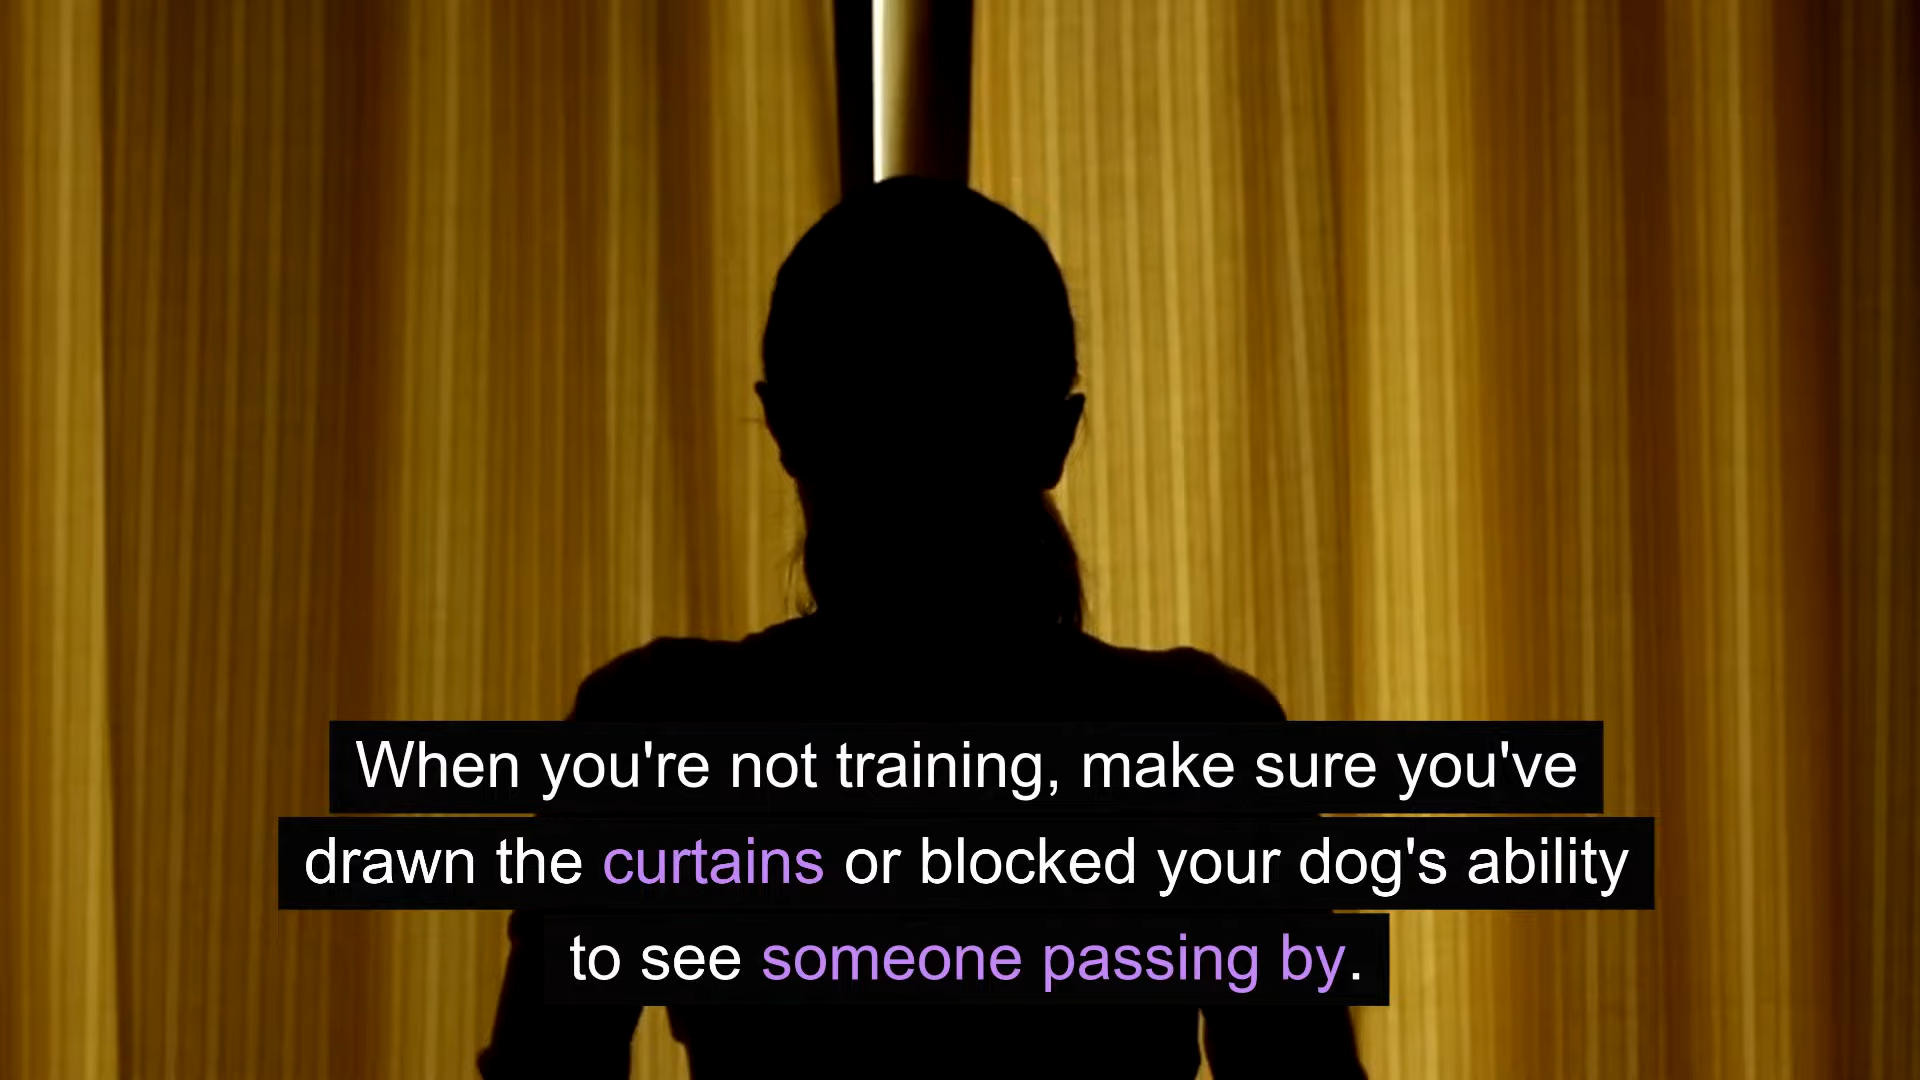 When you're not training, make sure you've
drawn the curtains or blocked your dog's ability
to see someone passing by.